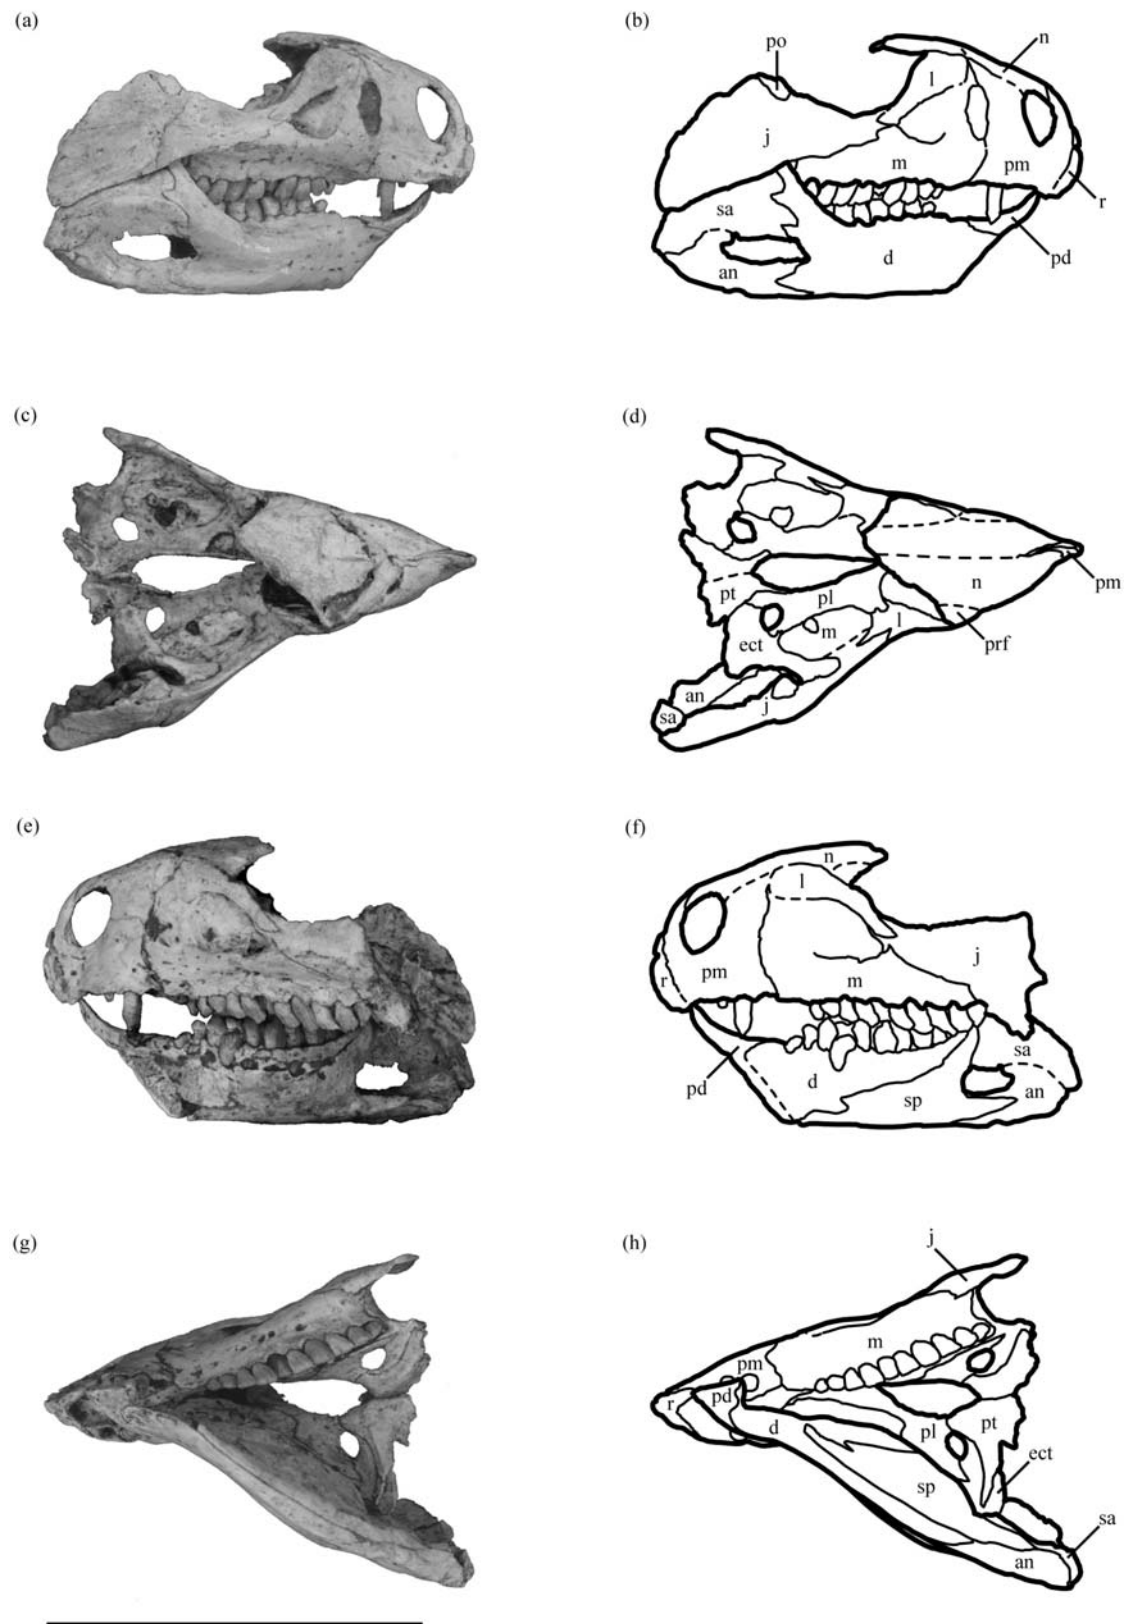 (a)
(b)
po
n
l
j
m
pm
r
sa
pd
an
d
(c)
(d)
pt
pl
n
pm
ect
m
l
prf
an
sa
j
(e)
(f)
n
l
j
pm
m
r
sa
pd
d
sp
an
(g)
(h)
j
m
pm
r
pd
d
pl
pt
ect
sp
sa
an